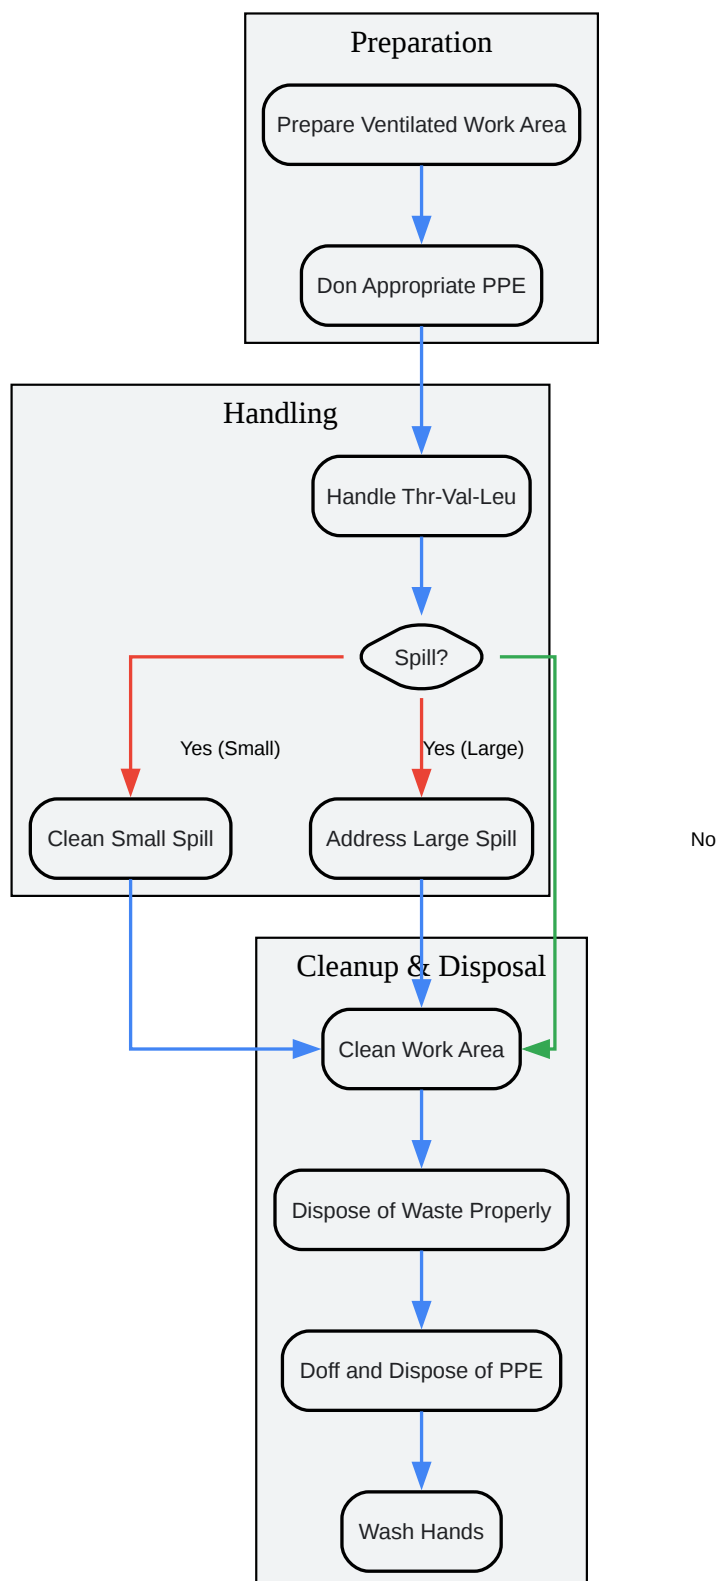 Preparation
Prepare Ventilated Work Area
Don Appropriate PPE
Handling
Handle Thr-Val-Leu
Spill?
Yes (Small)
Yes (Large)
Clean Small Spill
Address Large Spill
No
Cleanup & Disposal
Clean Work Area
Dispose of Waste Properly
Doff and Dispose of PPE
Wash Hands